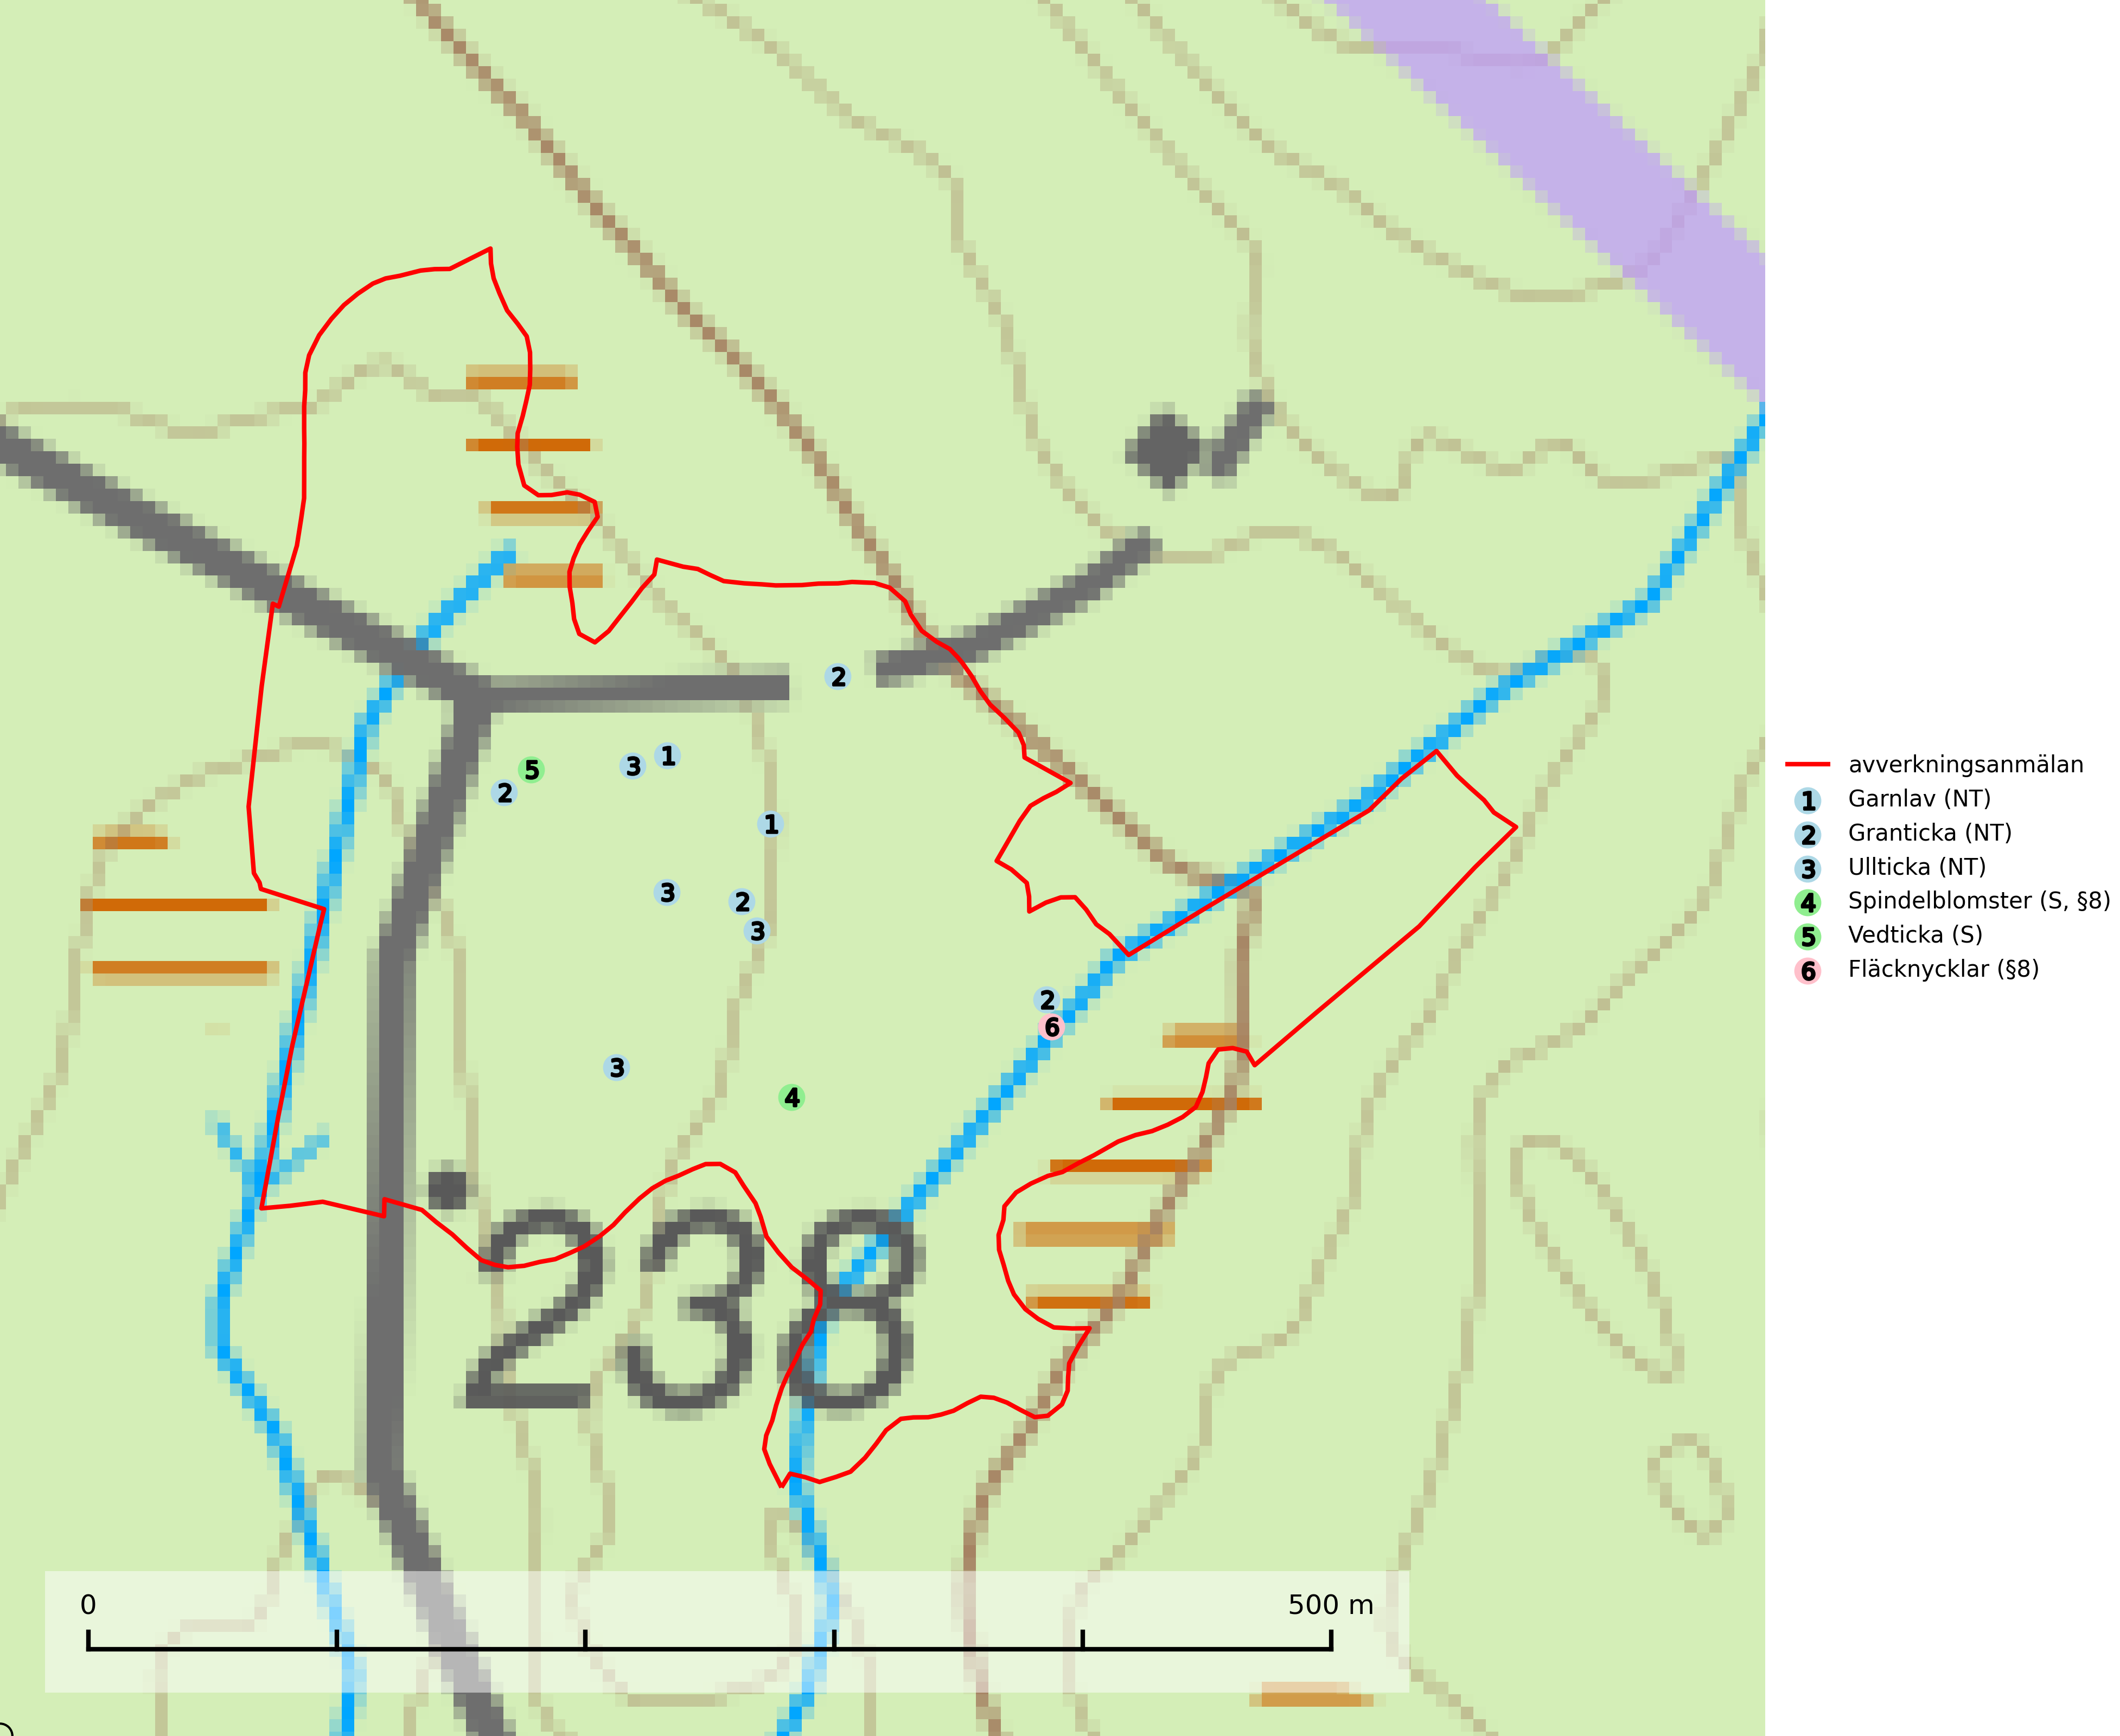 2
5
3
1
2
1
3
2
3
2
6
3
4
238
0
500 m
avverkningsanmälan
1 Garnlav (NT)
2 Granticka (NT)
3 Ullticka (NT)
4 Spindelblomster (S, §8)
5 Vedticka (S)
6 Fläcknycklar (§8)